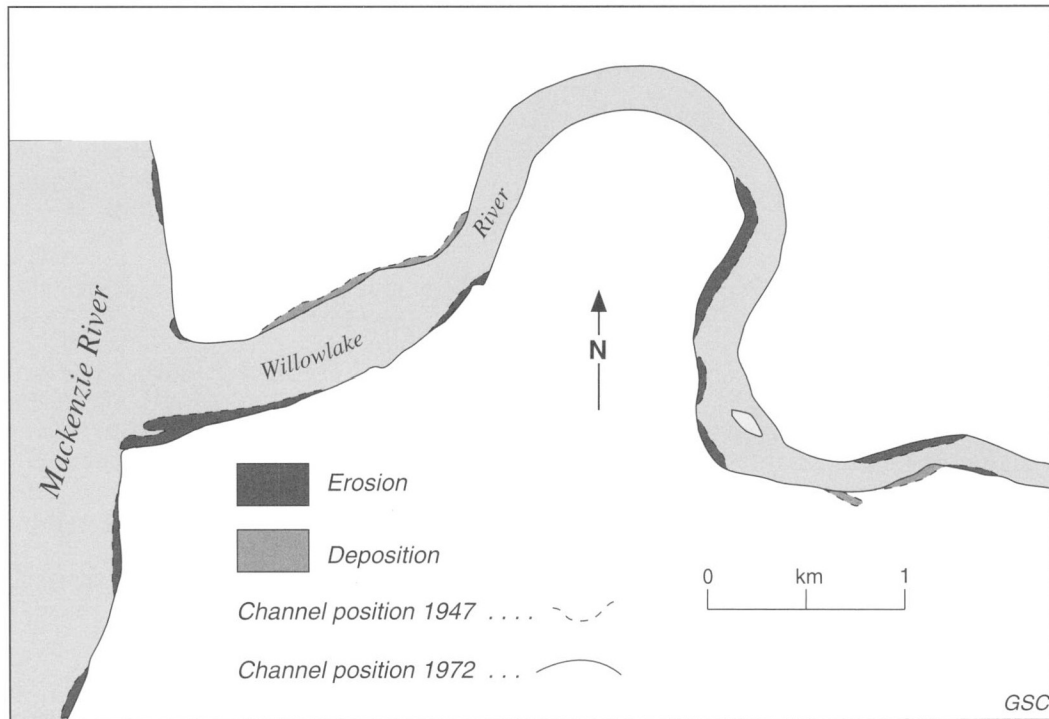 River
Mackenzie River
Willowlake
N
Erosion
Deposition
0 km 1
Channel position 1947 ....
Channel position 1972 ...
GSC